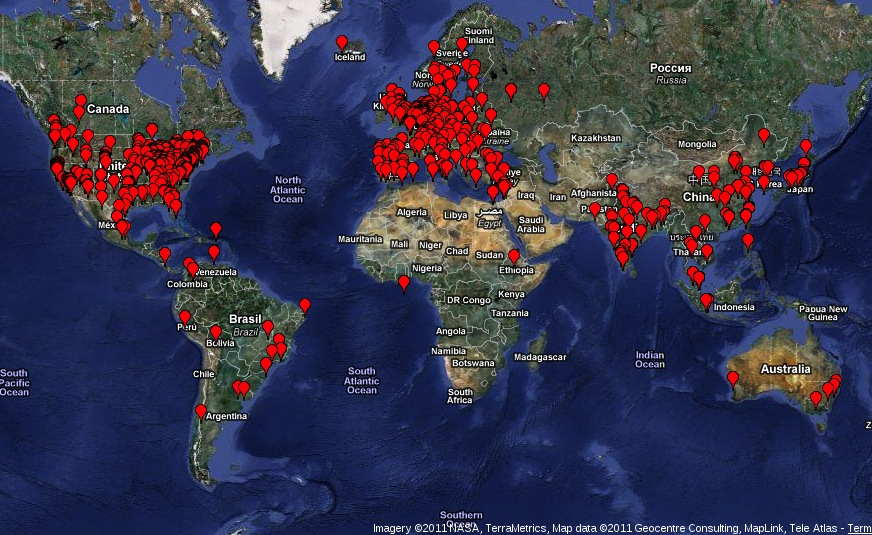 Suomi
Finland
Sverige
Iceland
Россия
Russia
Canada
Kazakhstan
Mongolia
North
Atlantic
Ocean
Iraq
Iran
Afghanistan
China
Japan
Algeria
Libya
مصر
Egypt
Saudi
Arabia
Mauritania
Mali
Niger
Chad
Sudan
Nigeria
Ethiopia
Venezuela
Colombia
DR Congo
Kenya
Indonesia
Papua New
Guinea
Tanzania
Brasil
Brazil
Perú
Bolivia
Angola
Namibia
Botswana
Madagascar
Indian
Ocean
South
Pacific
Ocean
Chile
South
Atlantic
Ocean
Australia
South
Africa
Argentina
Southern
Ocean
Imagery ©2011 NASA, TerraMetrics, Map data ©2011 Geocentre Consulting, MapLink, Tele Atlas - Term